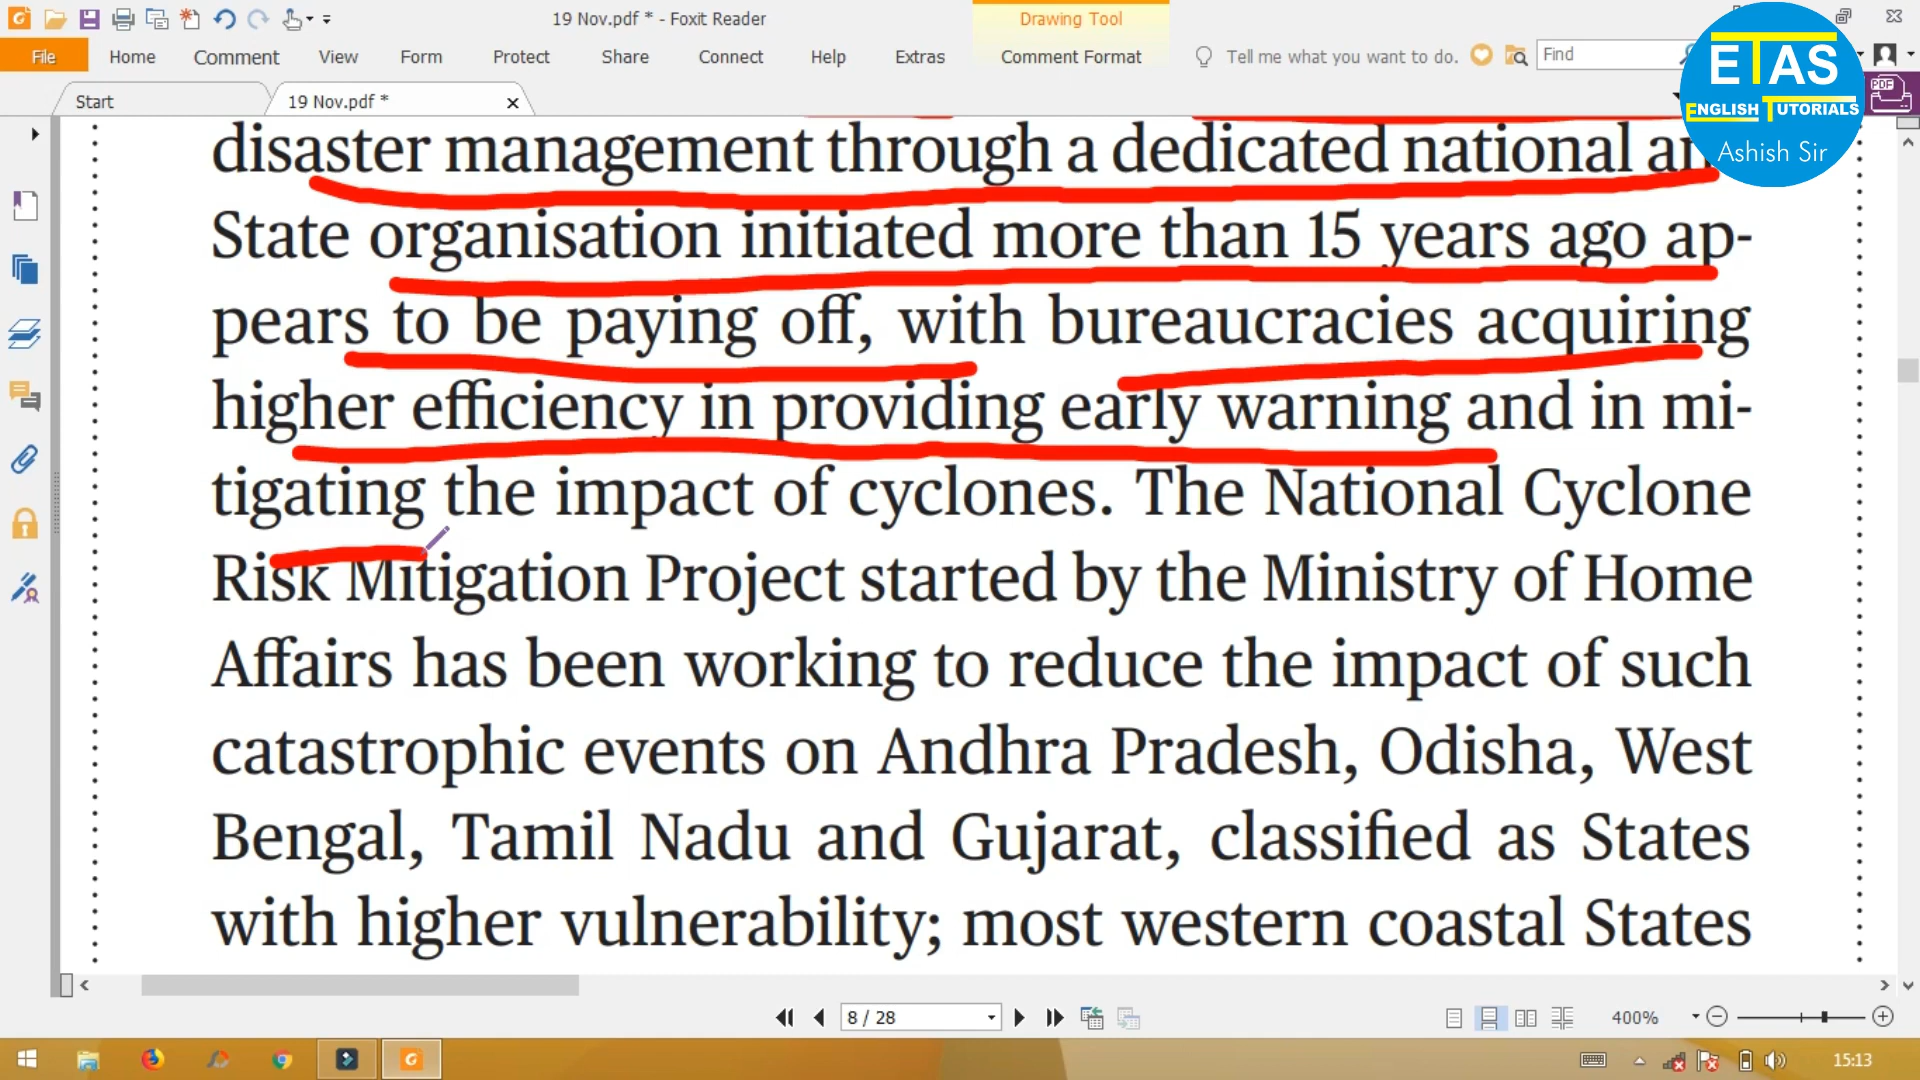 19 Nov.pdf * - Foxit Reader
Drawing Tool
File Home Comment View Form Protect Share Connect Help Extras Comment Format Tell me what you want to do. Find
Start 19 Nov.pdf *
PDF
ETAS
ENGLISH TUTORIALS
Ashish Sir
disaster management through a dedicated national
State organisation initiated more than 15 years ago ap-
pears to be paying off, with bureaucracies acquiring
higher efficiency in providing early warning and in mi-
tigating the impact of cyclones. The National Cyclone
Risk Mitigation Project started by the Ministry of Home
Affairs has been working to reduce the impact of such
catastrophic events on Andhra Pradesh, Odisha, West
Bengal, Tamil Nadu and Gujarat, classified as States
with higher vulnerability; most western coastal States
8 / 28
400%
15:13